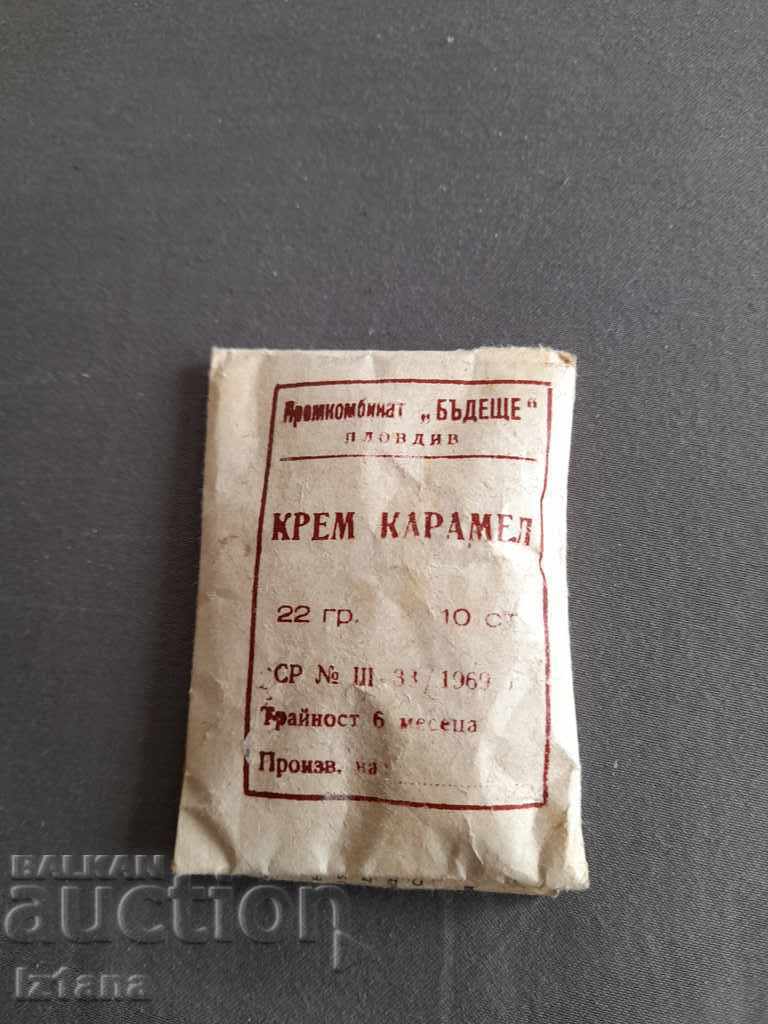 Промкомбинат „БЪДЕЩЕ“
ПЛОВДИВ
КРЕМ КАРАМЕЛ
22 гр. 10 ст
СР № III-33/1969 г
Трайност 6 месеца
Произв. на
BALKAN
auction
Iztana